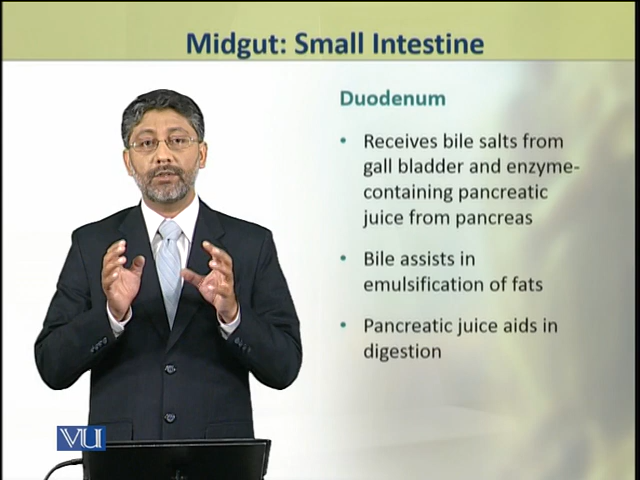 Midgut: Small Intestine
Duodenum
• Receives bile salts from
gall bladder and enzyme-
containing pancreatic
juice from pancreas
• Bile assists in
emulsification of fats
• Pancreatic juice aids in
digestion
VU